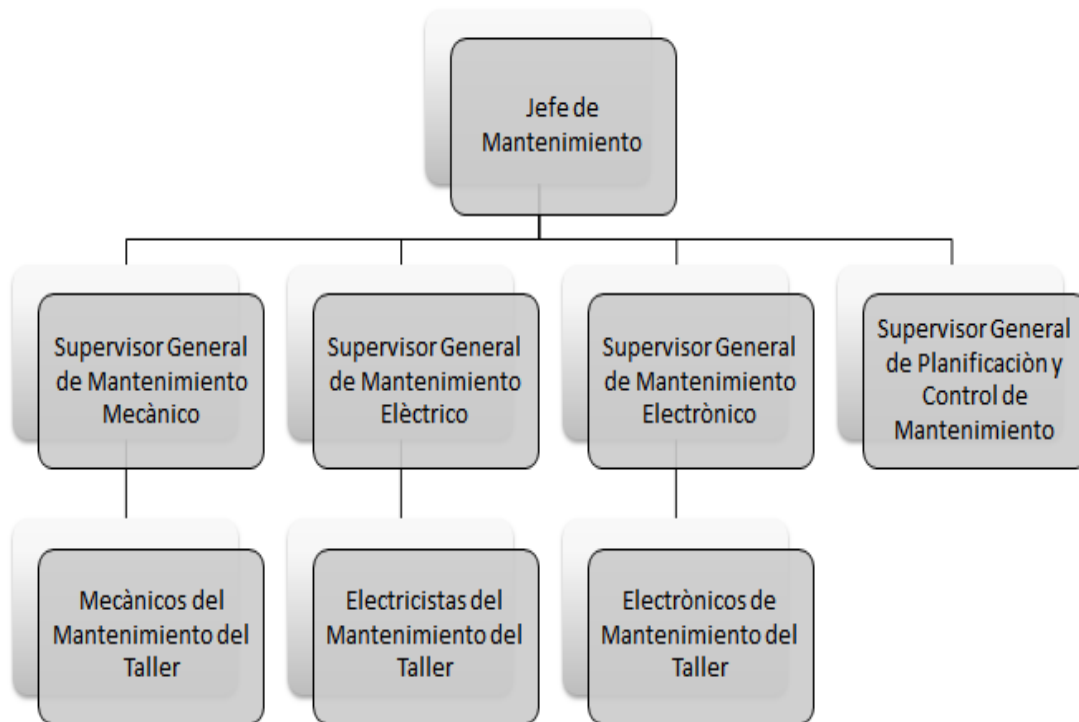 Jefe de
Mantenimiento
Supervisor General
de Mantenimiento
Mecànico
Supervisor General
de Mantenimiento
Elèctrico
Supervisor General
de Mantenimiento
Electrònico
Supervisor General
de Planificaciòn y
Control de
Mantenimiento
Mecànicos del
Mantenimiento del
Taller
Electricistas del
Mantenimiento del
Taller
Electrònicos de
Mantenimiento del
Taller